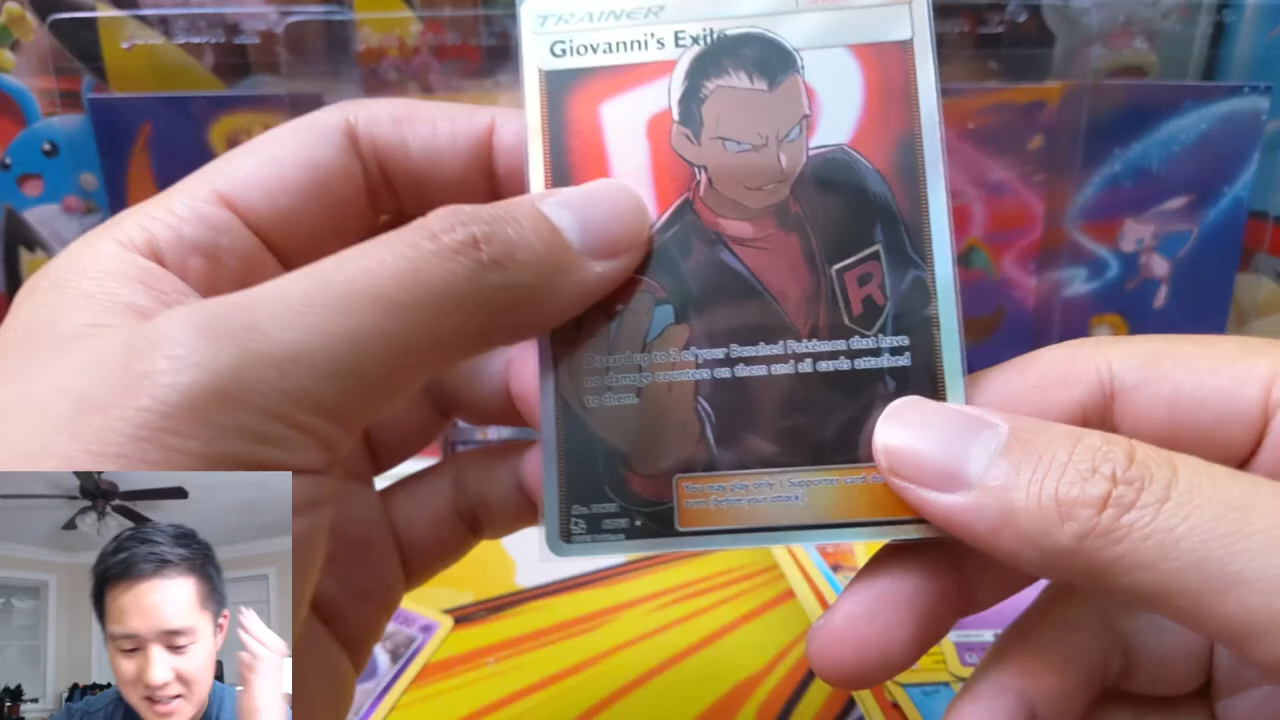 TRAINER
Giovanni's Exile
R
Discard up to 2 of your Benched Pokémon that have
no damage counters on them and all cards attached
to them.
You may play only 1 Supporter card
turn (before your attack).